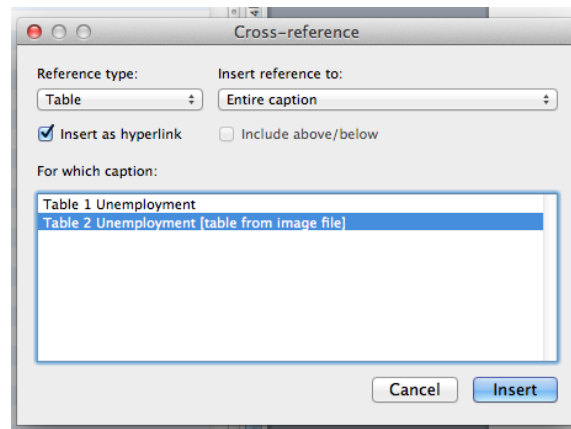 Cross-reference
Reference type: Insert reference to:
Table Entire caption
Insert as hyperlink Include above/below
For which caption:
Table 1 Unemployment
Table 2 Unemployment [table from image file]
Cancel Insert